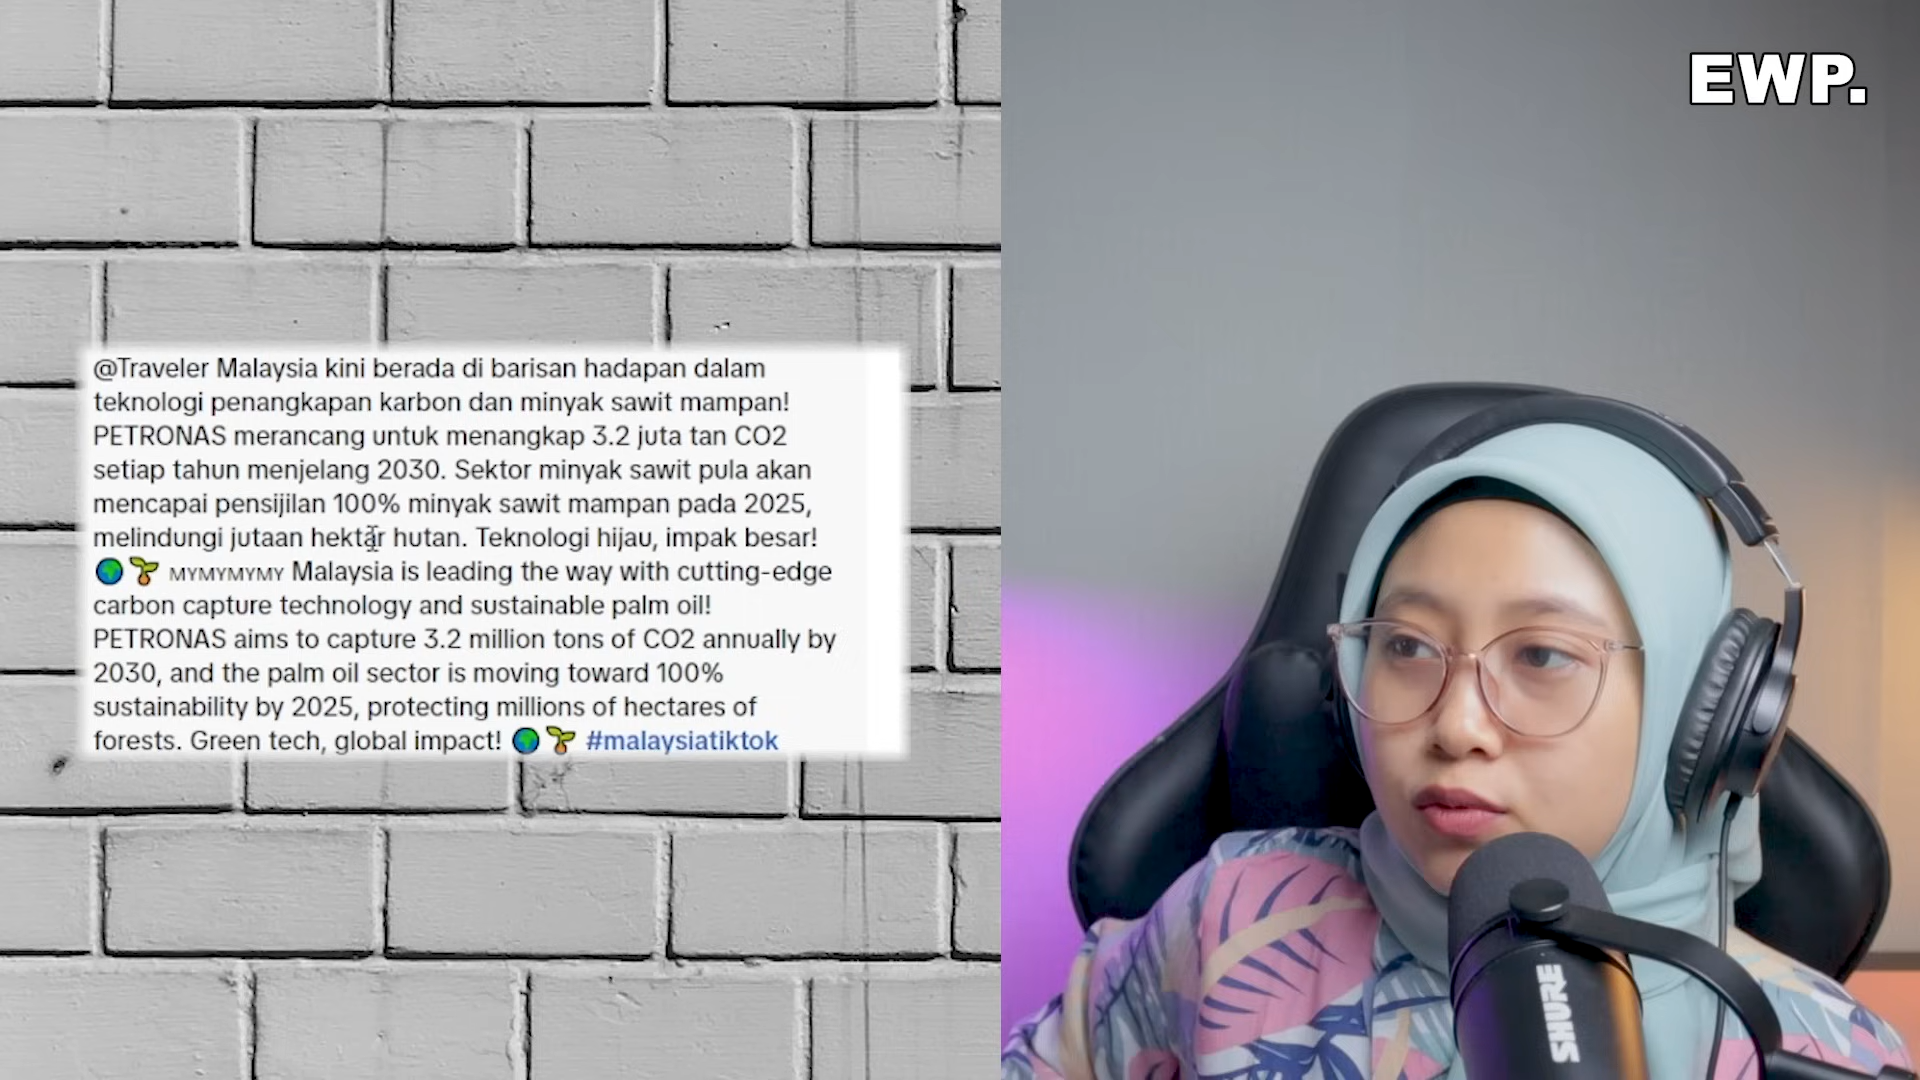 EWP.
@Traveler Malaysia kini berada di barisan hadapan dalam
teknologi penangkapan karbon dan minyak sawit mampan!
PETRONAS merancang untuk menangkap 3.2 juta tan CO2
setiap tahun menjelang 2030. Sektor minyak sawit pula akan
mencapai pensijilan 100% minyak sawit mampan pada 2025,
melindungi jutaan hektar hutan. Teknologi hijau, impak besar!
🌍🌱 MYMYMYMY Malaysia is leading the way with cutting-edge
carbon capture technology and sustainable palm oil!
PETRONAS aims to capture 3.2 million tons of CO2 annually by
2030, and the palm oil sector is moving toward 100%
sustainability by 2025, protecting millions of hectares of
forests. Green tech, global impact! 🌍🌱 #malaysiatiktok
SHURE